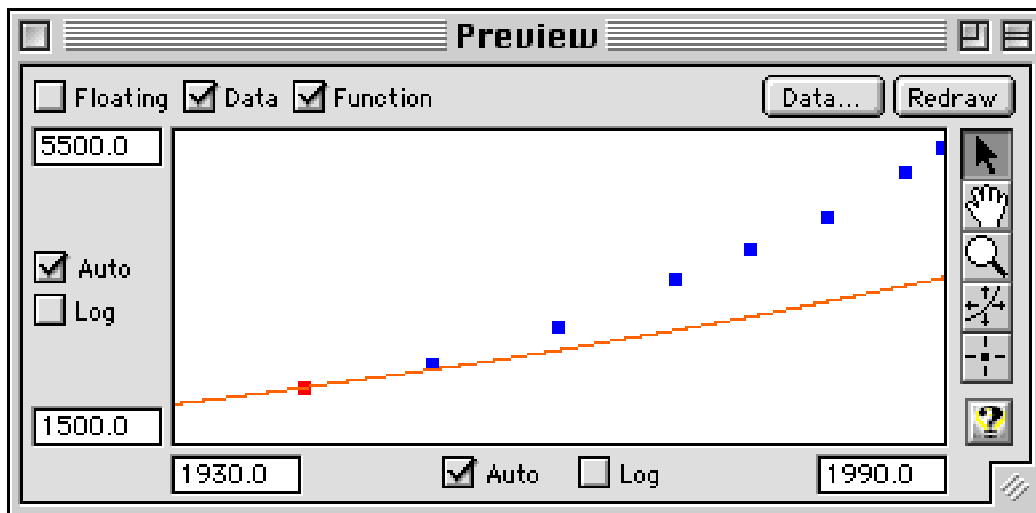 Preview
Floating Data Function Data... Redraw
5500.0
Auto
Log
1500.0
1930.0 Auto Log 1990.0
?